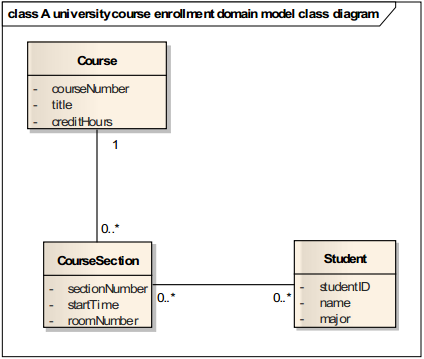 class A university course enrollment domain model class diagram
Course
- courseNumber
- title
- creditHours
1
0..*
CourseSection
- sectionNumber
- startTime
- roomNumber
0..*
0..*
Student
- studentID
- name
- major